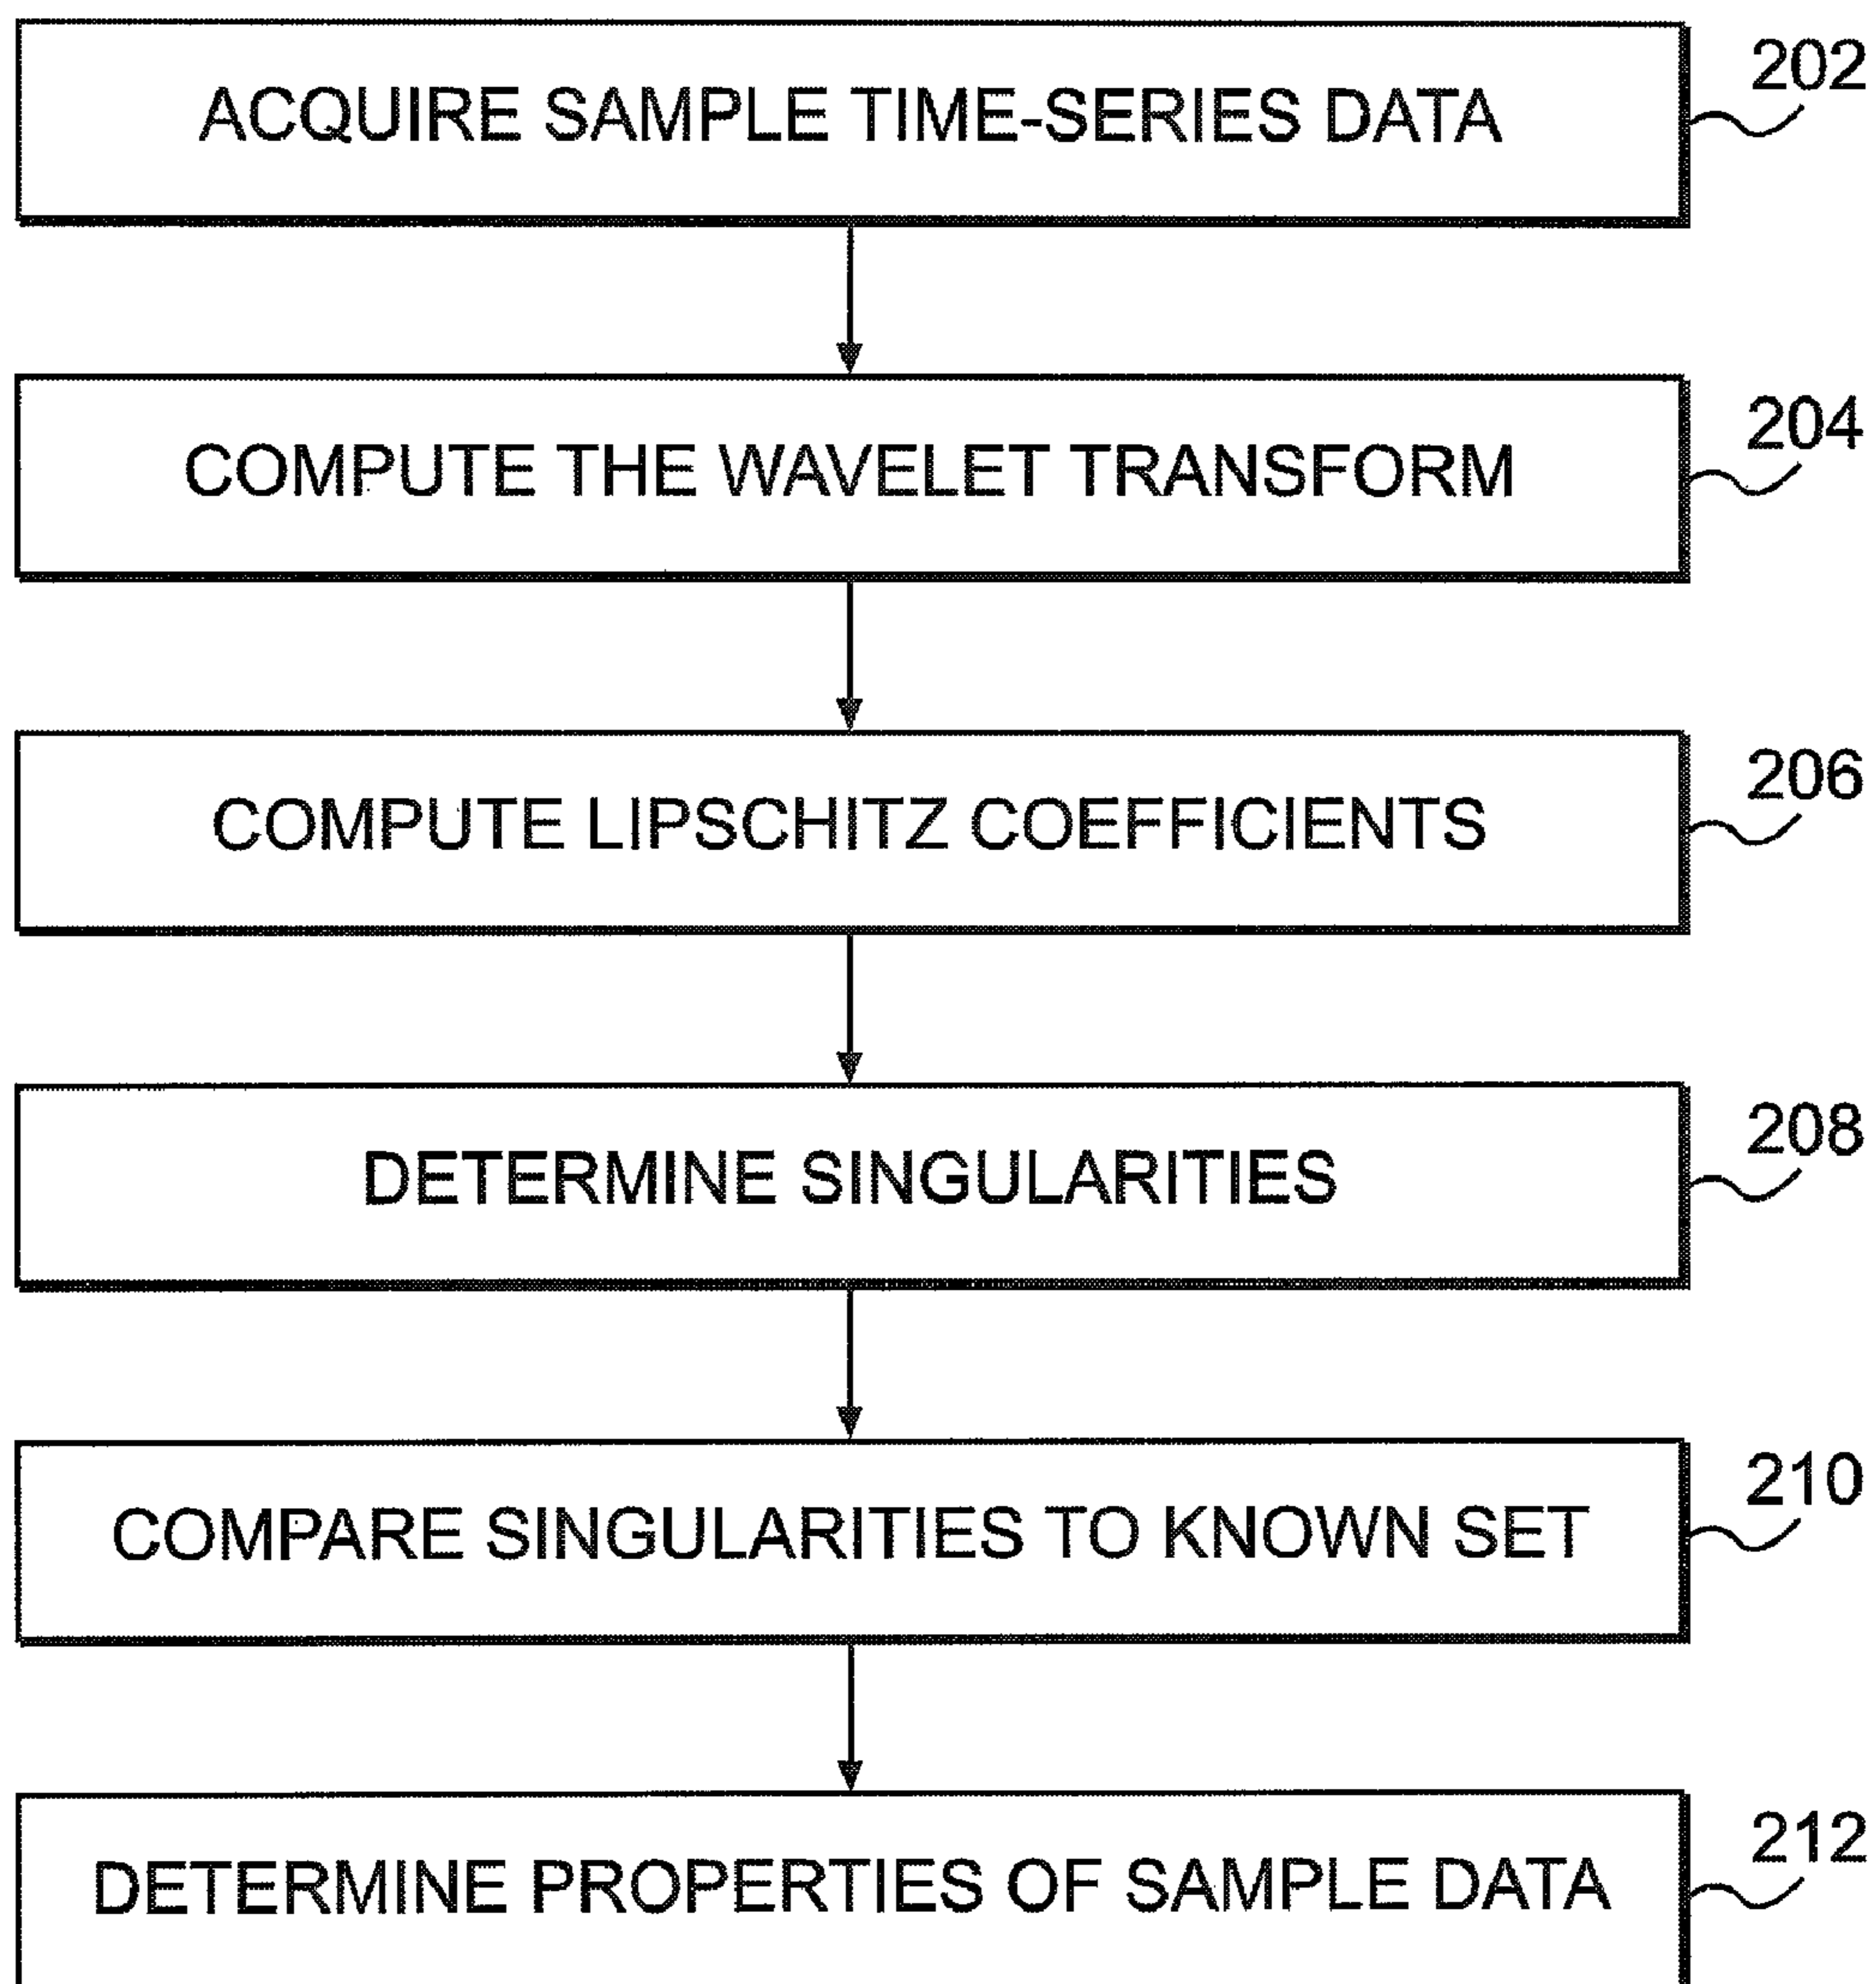 ACQUIRE SAMPLE TIME-SERIES DATA
202
COMPUTE THE WAVELET TRANSFORM
204
COMPUTE LIPSCHITZ COEFFICIENTS
206
DETERMINE SINGULARITIES
208
COMPARE SINGULARITIES TO KNOWN SET
210
DETERMINE PROPERTIES OF SAMPLE DATA
212